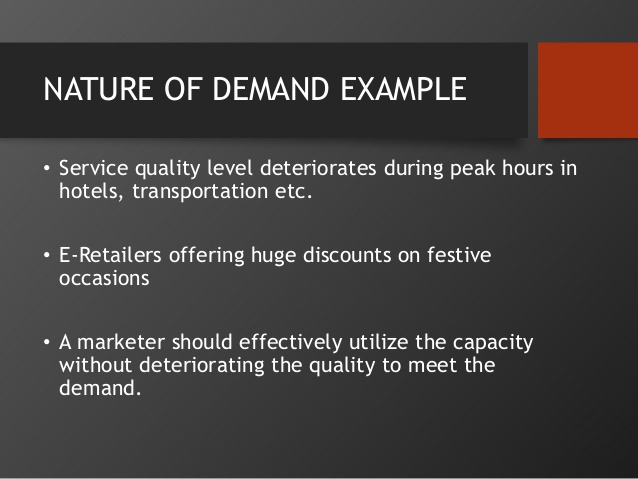 NATURE OF DEMAND EXAMPLE
• Service quality level deteriorates during peak hours in
hotels, transportation etc.
• E-Retailers offering huge discounts on festive
occasions
• A marketer should effectively utilize the capacity
without deteriorating the quality to meet the
demand.